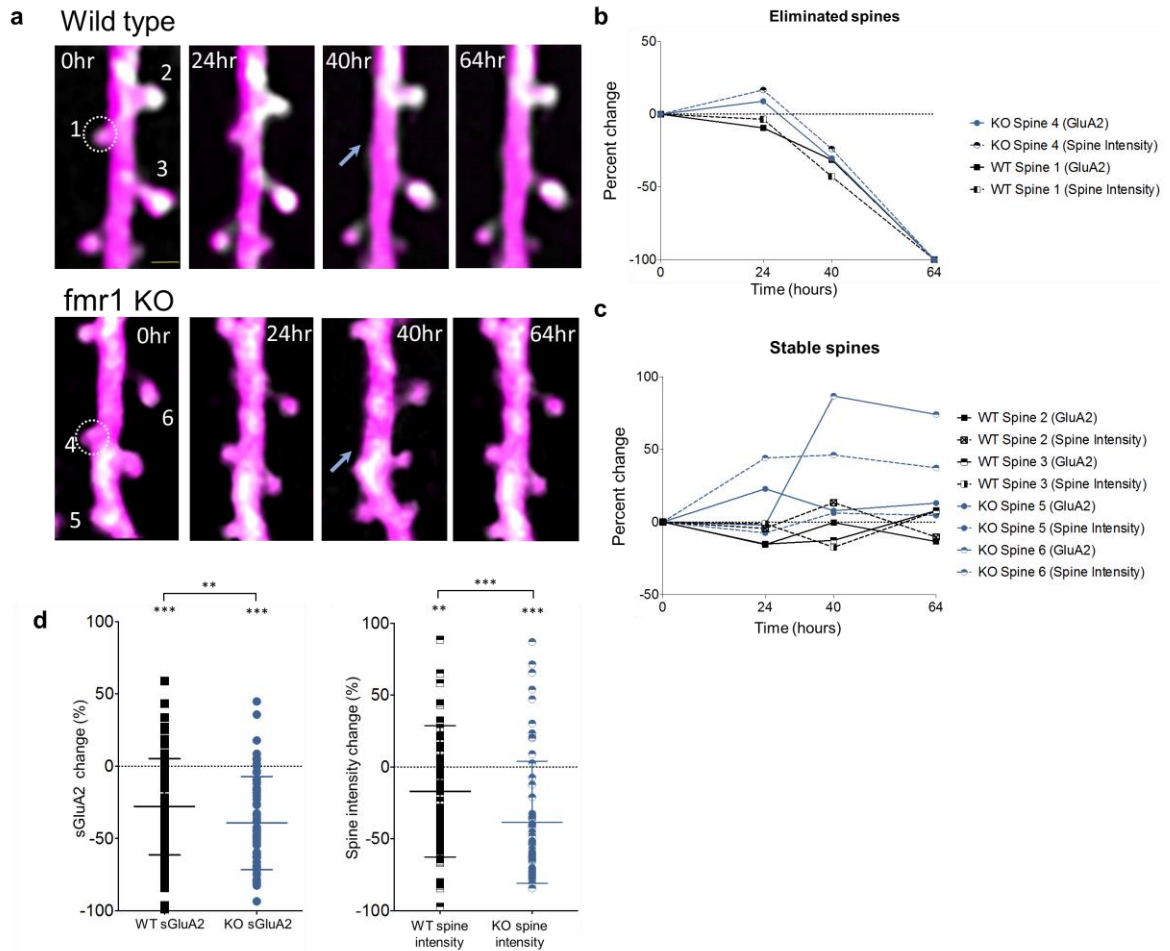 a
Wild type
0hr
24hr
40hr
64hr
1
2
3
fmr1 KO
0hr
24hr
40hr
64hr
4
5
6
b
Eliminated spines
Percent change
50
0
-50
-100
0
24
40
64
Time (hours)
KO Spine 4 (GluA2)
KO Spine 4 (Spine Intensity)
WT Spine 1 (GluA2)
WT Spine 1 (Spine Intensity)
c
Stable spines
Percent change
100
50
0
-50
0
24
40
64
Time (hours)
WT Spine 2 (GluA2)
WT Spine 2 (Spine Intensity)
WT Spine 3 (GluA2)
WT Spine 3 (Spine Intensity)
KO Spine 5 (GluA2)
KO Spine 5 (Spine Intensity)
KO Spine 6 (GluA2)
KO Spine 6 (Spine Intensity)
d
**
*** ***
sGluA2 change (%)
100
50
0
-50
-100
WT sGluA2 KO sGluA2
***
** ***
Spine intensity change (%)
100
50
0
-50
-100
WT spine intensity
KO spine intensity